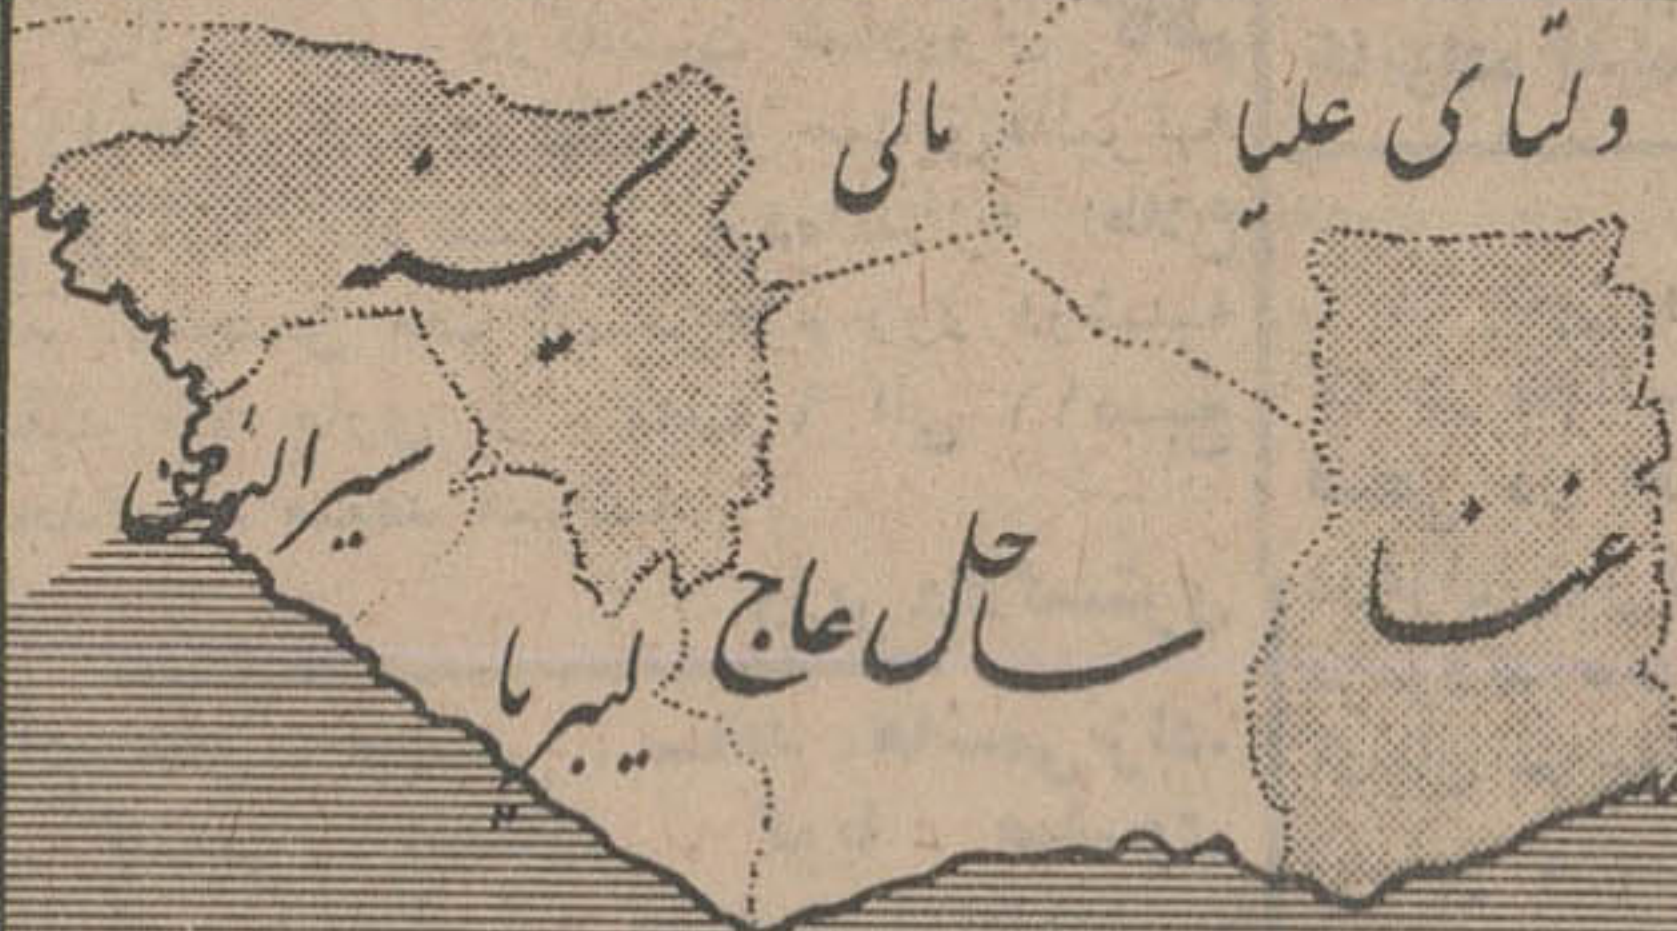 ولتای علیا
مالی
گینه
سیرالئون
غنا
ساحل عاج
لیبریا